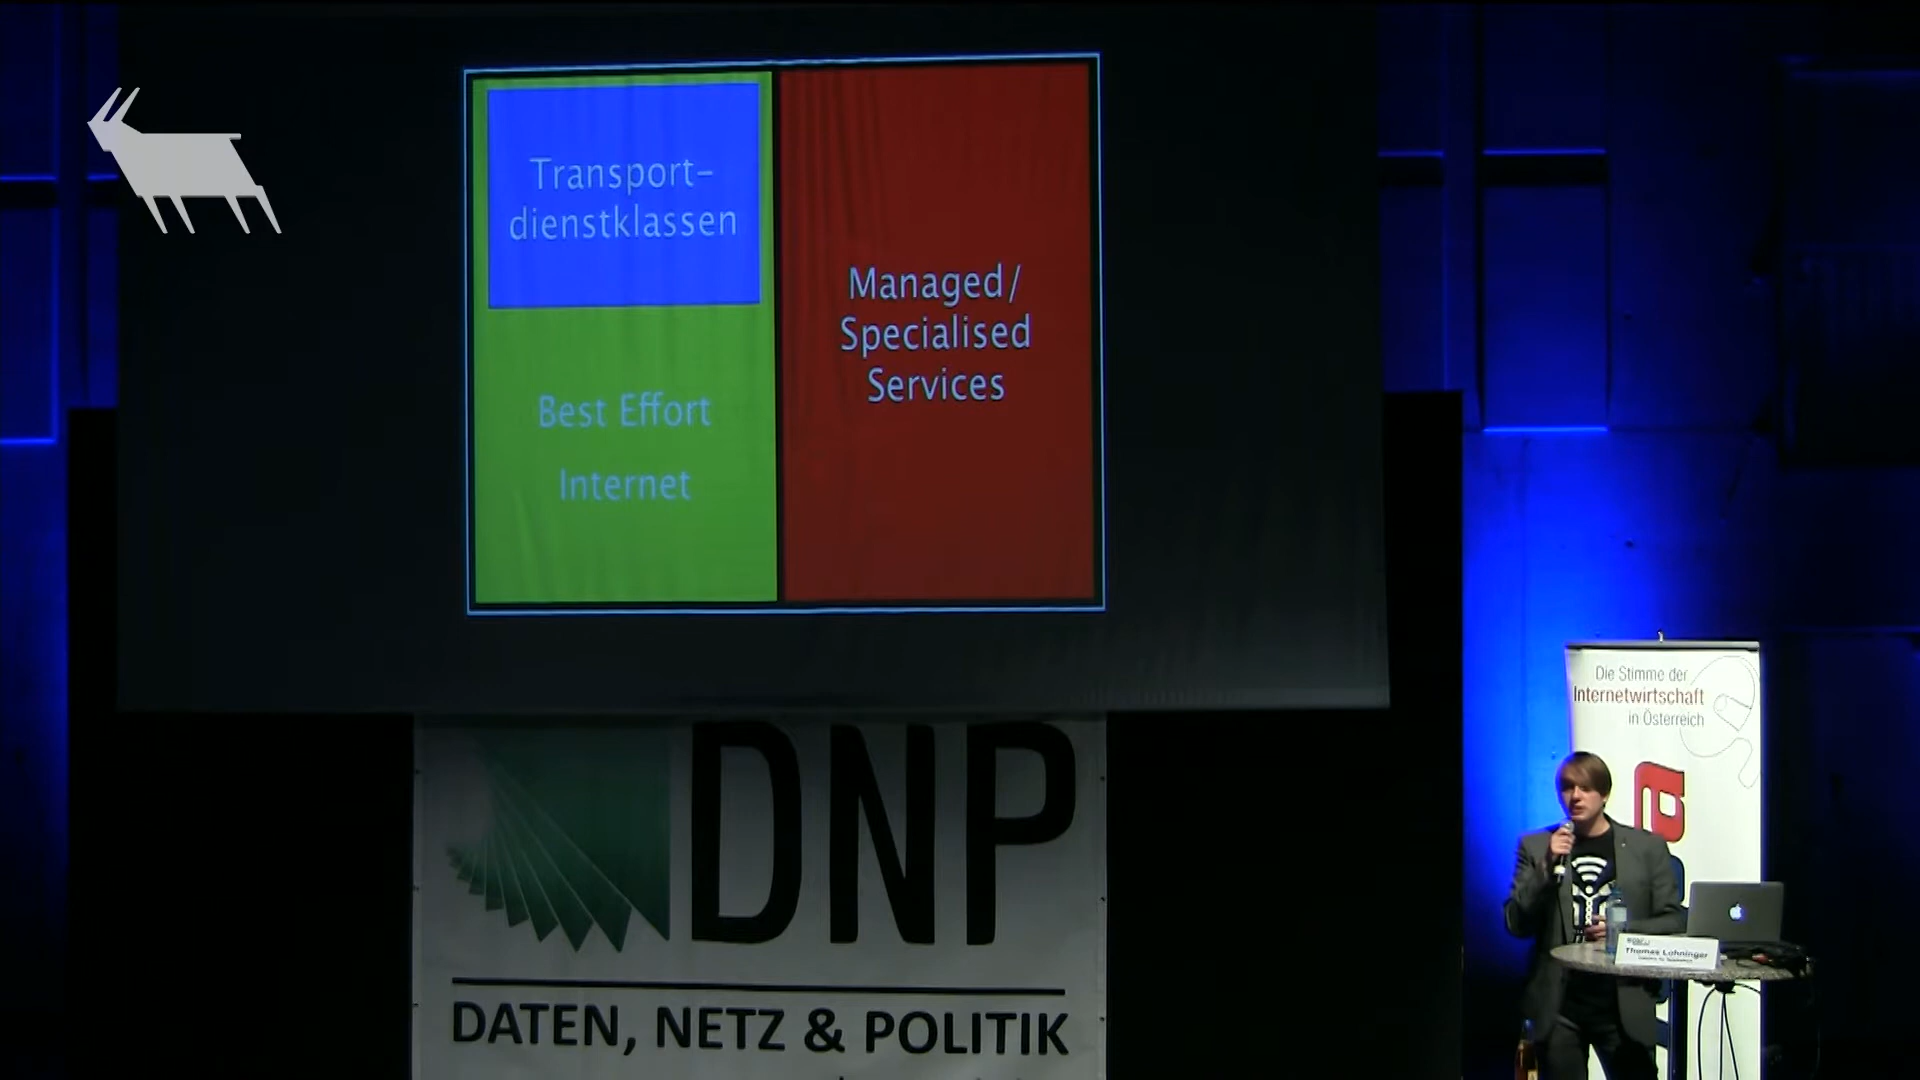 Transport-
dienstklassen
Best Effort
Internet
Managed/
Specialised
Services
Die Stimme der
Internetwirtschaft
in Österreich
DNP
DATEN, NETZ & POLITIK
Thomas Lohninger